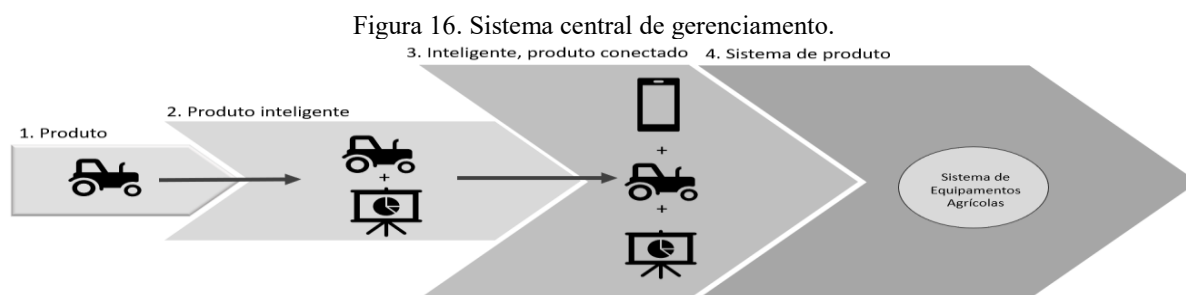 Figura 16. Sistema central de gerenciamento.
3. Inteligente, produto conectado
4. Sistema de produto
2. Produto inteligente
1. Produto
+
+
+
Sistema de
Equipamentos
Agrícolas